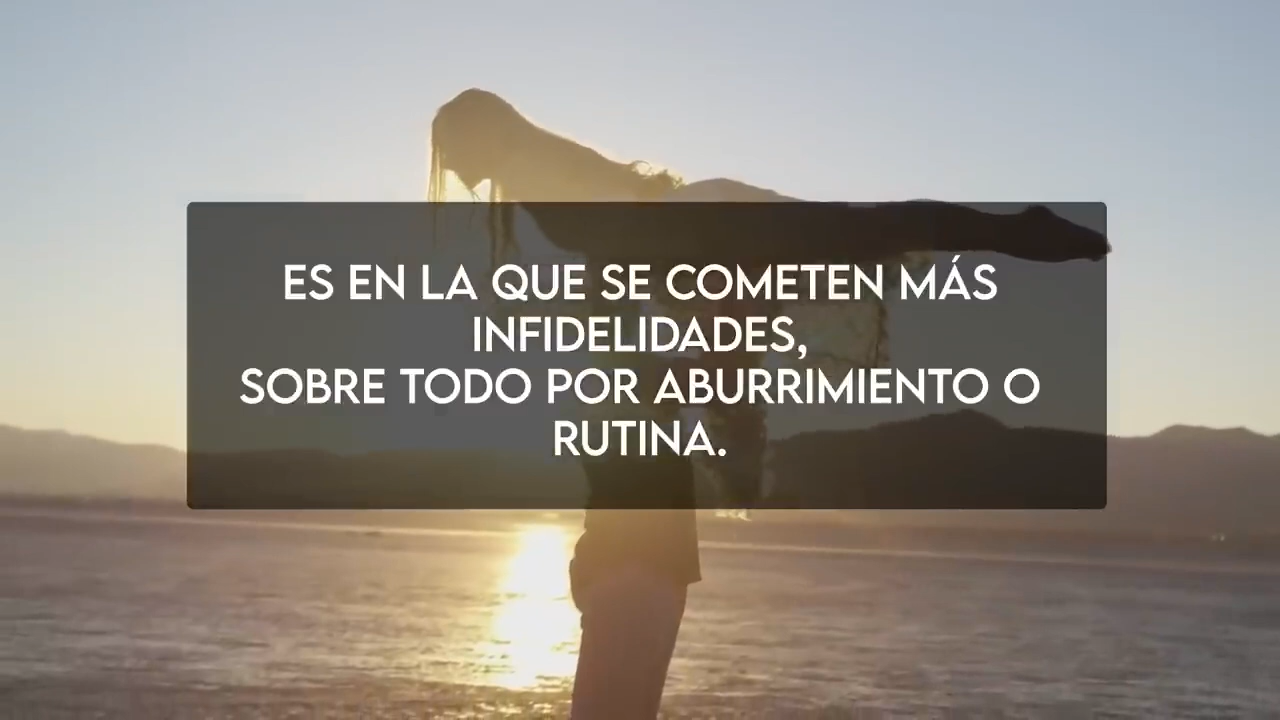 ES EN LA QUE SE COMETEN MÁS
INFIDELIDADES,
SOBRE TODO POR ABURRIMIENTO O
RUTINA.